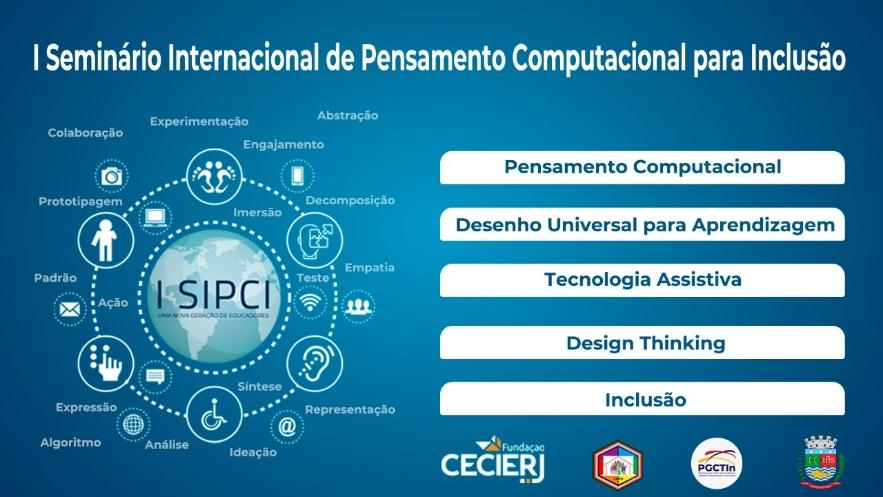 I Seminário Internacional de Pensamento Computacional para Inclusão
Abstração
Experimentação
Colaboração
Engajamento
Prototipagem
Decomposição
Imersão
Empatia
Padrão
Teste
Ação
I SIPCI
UMA NOVA GERAÇÃO DE EDUCADORES
Síntese
Expressão
Representação
Algoritmo
Análise
Ideação
@
Pensamento Computacional
Desenho Universal para Aprendizagem
Tecnologia Assistiva
Design Thinking
Inclusão
Fundação
CECIERJ
PGCTIn